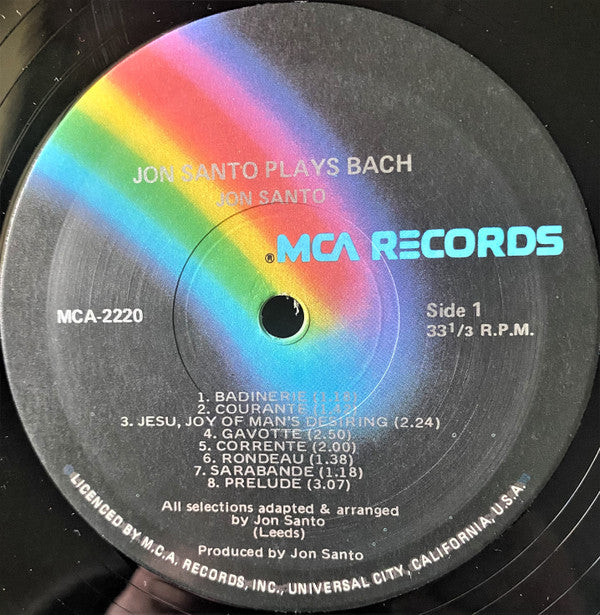 JON SANTO PLAYS BACH
JON SANTO
® MCA RECORDS
MCA-2220
Side 1
33 1/3 R.P.M.
1. BADINERIE
2. COURANTE
3. JESU, JOY OF MAN'S DESIRING (2.24)
4. GAVOTTE (2.50)
5. CORRENTE (2.00)
6. RONDEAU (1.38)
7. SARABANDE (1.18)
8. PRELUDE (3.07)
All selections adapted & arranged
by Jon Santo
(Leeds)
Produced by Jon Santo
LICENCED BY M.C.A. RECORDS, INC., UNIVERSAL CITY, CALIFORNIA, U.S.A.